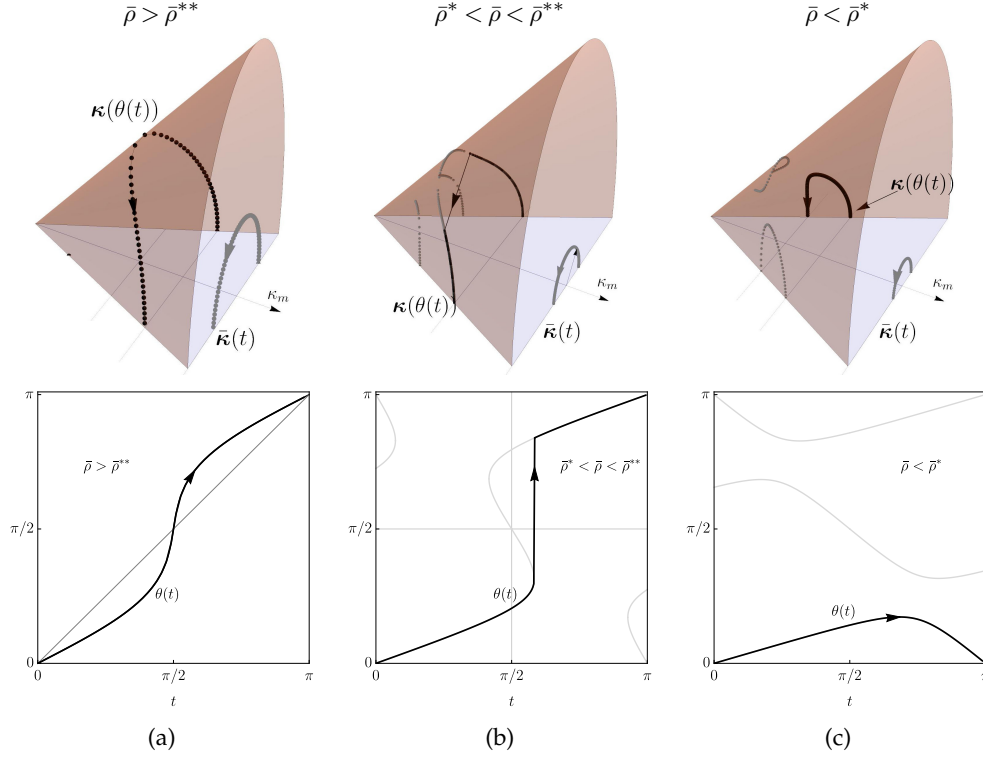 ρ̄ > ρ̄** ρ̄* < ρ̄ < ρ̄** ρ̄ < ρ̄*
κ(θ(t))
κ(θ(t))
κ_m κ_m κ_m
κ(θ(t))
κ̄(t) κ̄(t) κ̄(t)
π π π
ρ̄ > ρ̄** ρ̄* < ρ̄ < ρ̄** ρ̄ < ρ̄*
π/2 π/2 π/2
θ(t) θ(t) θ(t)
0 0 0
0 π/2 π 0 π/2 π 0 π/2 π
t t t
(a) (b) (c)